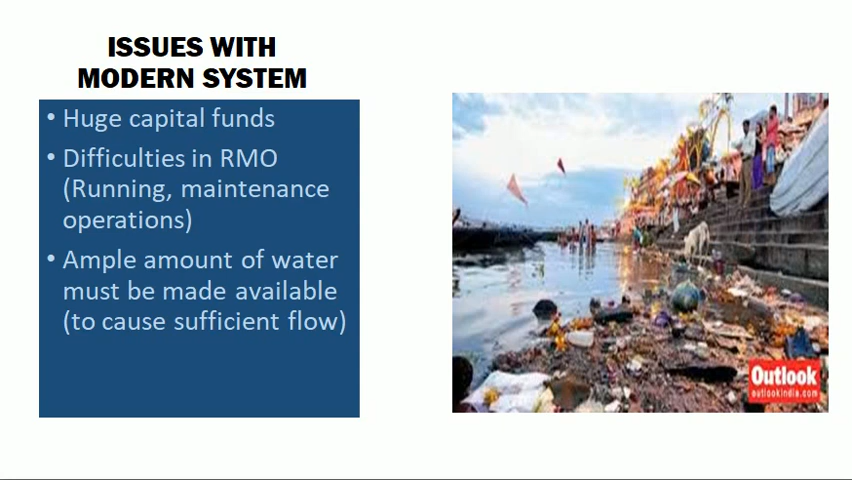 ISSUES WITH
MODERN SYSTEM
• Huge capital funds
• Difficulties in RMO
(Running, maintenance
operations)
• Ample amount of water
must be made available
(to cause sufficient flow)
Outlook
outlookindia.com